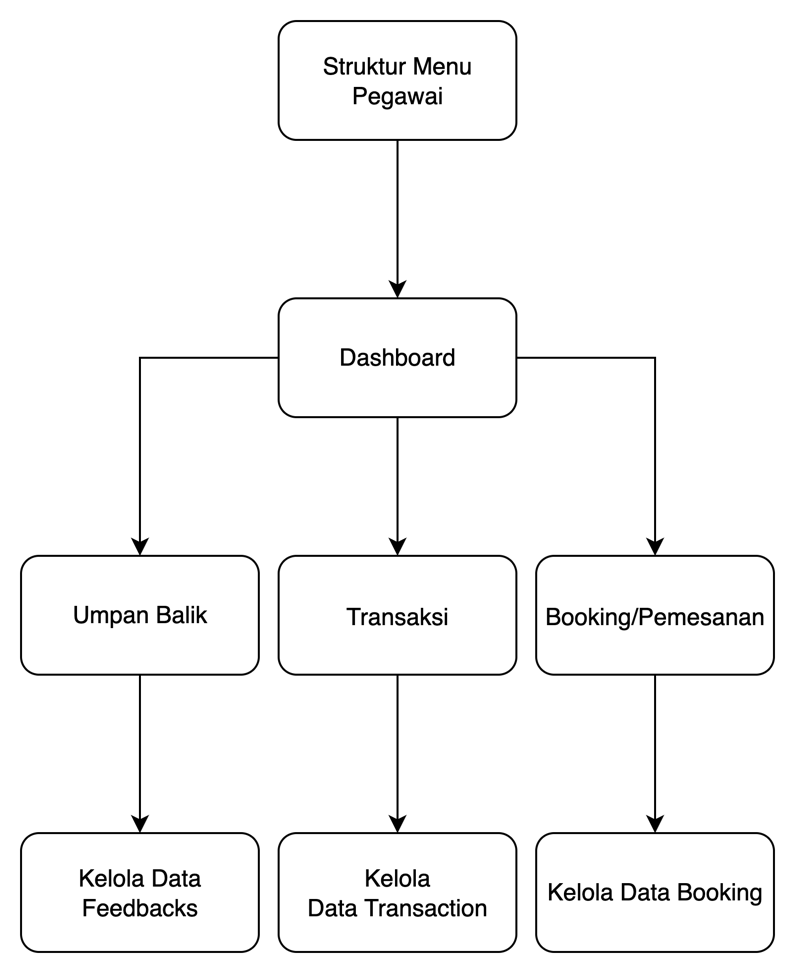 Struktur Menu
Pegawai
Dashboard
Umpan Balik
Transaksi
Booking/Pemesanan
Kelola Data
Feedbacks
Kelola
Data Transaction
Kelola Data Booking